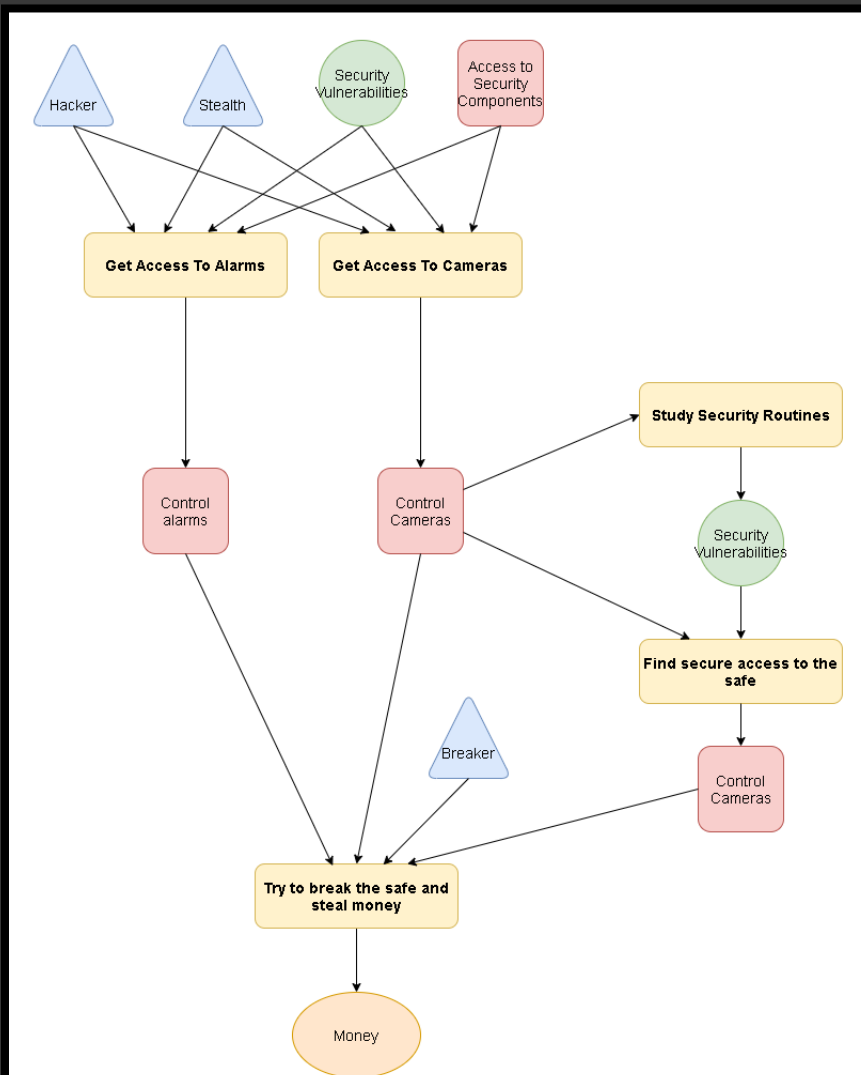 Hacker
Stealth
Security
Vulnerabilities
Access to
Security
Components
Get Access To Alarms
Get Access To Cameras
Study Security Routines
Control
alarms
Control
Cameras
Security
Vulnerabilities
Find secure access to the
safe
Breaker
Control
Cameras
Try to break the safe and
steal money
Money